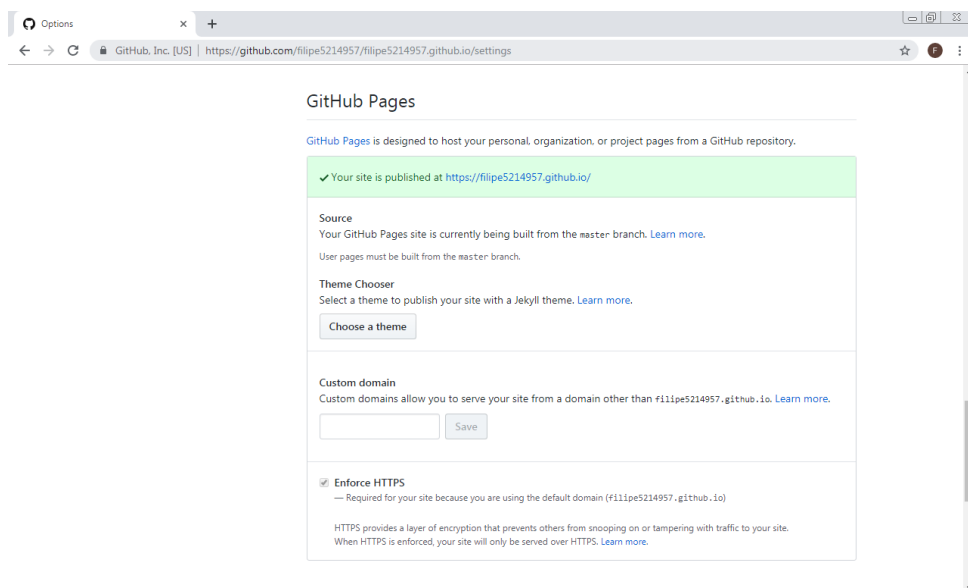 Options
GitHub, Inc. [US] | https://github.com/filipe5214957/filipe5214957.github.io/settings
F
GitHub Pages
GitHub Pages is designed to host your personal, organization, or project pages from a GitHub repository.
Your site is published at https://filipe5214957.github.io/
Source
Your GitHub Pages site is currently being built from the master branch. Learn more.
User pages must be built from the master branch.
Theme Chooser
Select a theme to publish your site with a Jekyll theme. Learn more.
Choose a theme
Custom domain
Custom domains allow you to serve your site from a domain other than filipe5214957.github.io. Learn more.
Save
Enforce HTTPS
— Required for your site because you are using the default domain (filipe5214957.github.io)
HTTPS provides a layer of encryption that prevents others from snooping on or tampering with traffic to your site.
When HTTPS is enforced, your site will only be served over HTTPS. Learn more.